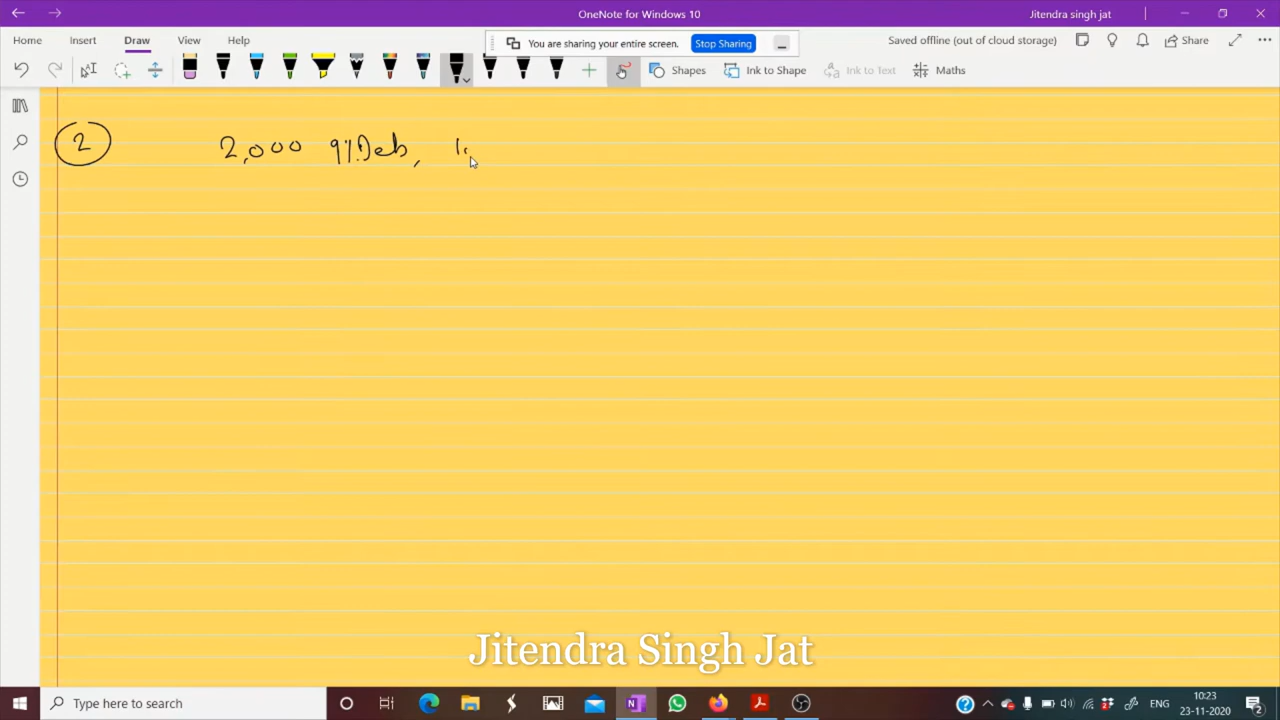 OneNote for Windows 10
Jitendra singh jat
Home Insert Draw View Help
You are sharing your entire screen. Stop Sharing
Saved offline (out of cloud storage)
Share
Shapes
Ink to Shape
Ink to Text
Maths
2 2,000 9% Deb,
Jitendra Singh Jat
Type here to search
ENG
10:23
23-11-2020
2